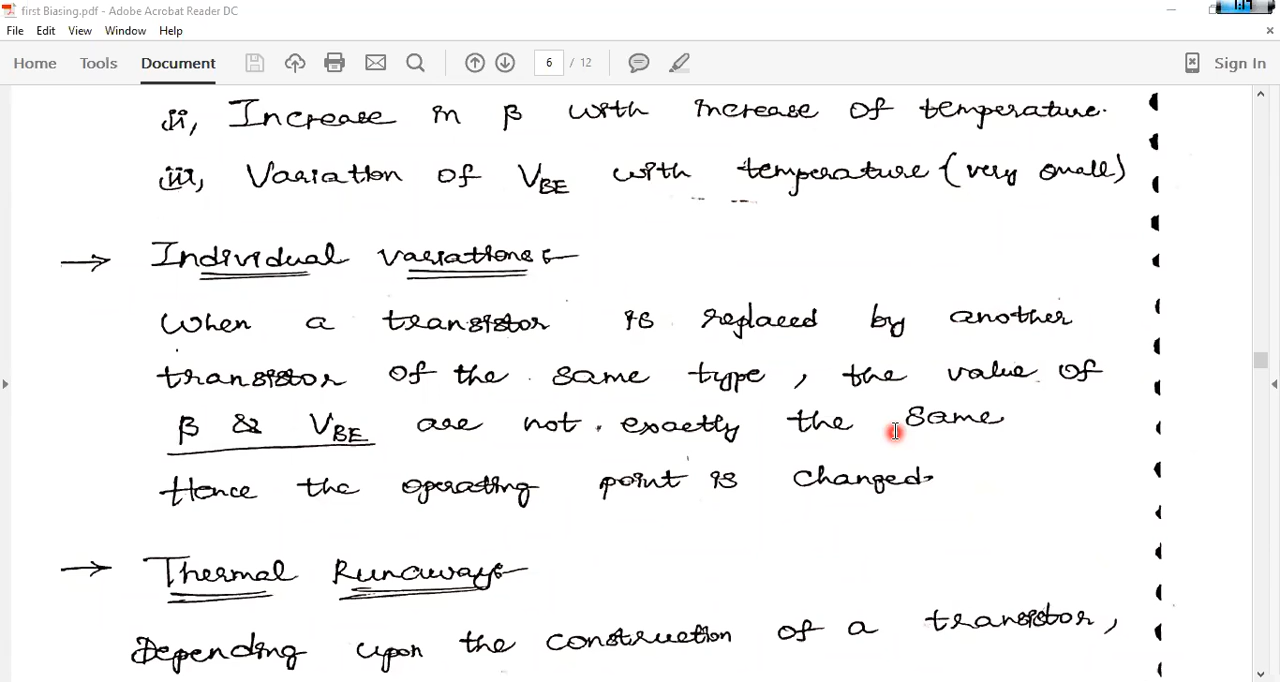 first Biasing.pdf - Adobe Acrobat Reader DC
1:17
File Edit View Window Help
Home Tools Document 6 / 12 Sign In
ii, Increase in β with increase of temperature.
iii, Variation of VBE with temperature (very small)
→ Individual variations:-
When a transistor is replaced by another
transistor of the same type, the value of
β & VBE are not exactly the same
Hence the operating point is changed.
→ Thermal Runaway:-
Depending upon the construction of a transistor,